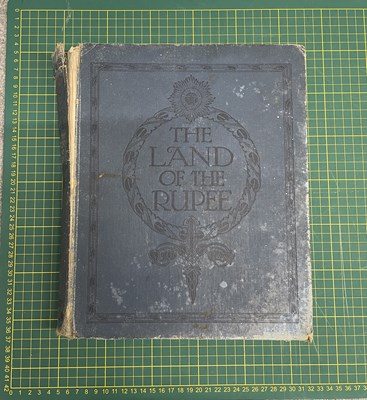 THE
LAND
OF THE
RUPEE